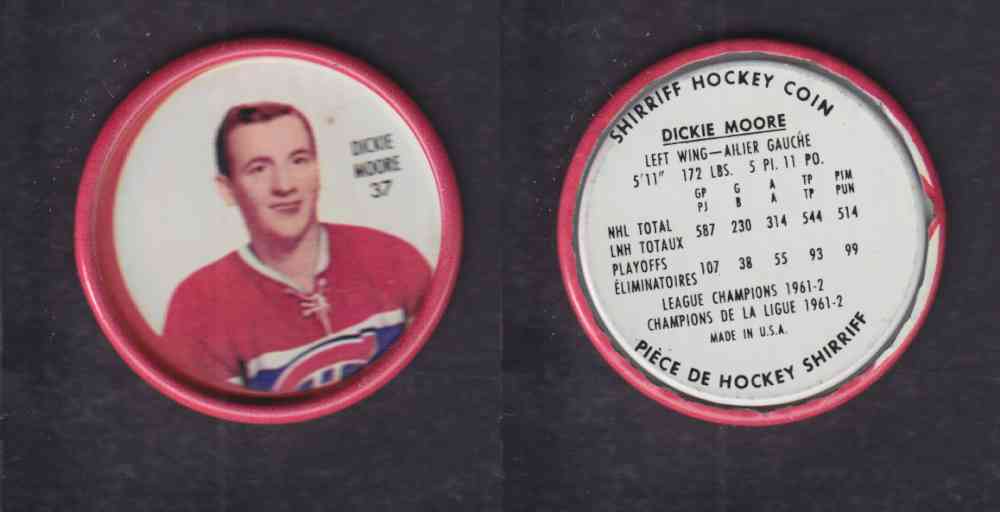 DICKIE
MOORE
37
CH
SHIRRIFF HOCKEY COIN
DICKIE MOORE
LEFT WING—AILIER GAUCHE
5'11" 172 LBS. 5 PI. 11 PO.
GP G A TP PIM
PJ B A TP PUN
NHL TOTAL
LNH TOTAUX 587 230 314 544 514
PLAYOFFS
ÉLIMINATOIRES 107 38 55 93 99
LEAGUE CHAMPIONS 1961-2
CHAMPIONS DE LA LIGUE 1961-2
MADE IN U.S.A.
PIÈCE DE HOCKEY SHIRRIFF